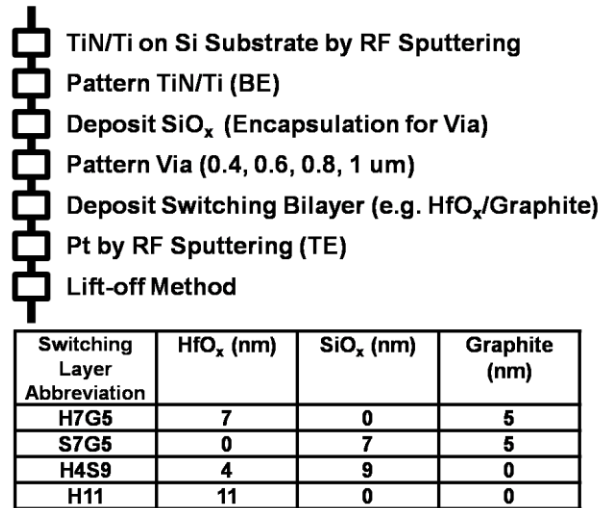 TiN/Ti on Si Substrate by RF Sputtering
Pattern TiN/Ti (BE)
Deposit SiOₓ (Encapsulation for Via)
Pattern Via (0.4, 0.6, 0.8, 1 um)
Deposit Switching Bilayer (e.g. HfOₓ/Graphite)
Pt by RF Sputtering (TE)
Lift-off Method
Switching Layer Abbreviation HfOₓ (nm) SiOₓ (nm) Graphite (nm)
H7G5 7 0 5
S7G5 0 7 5
H4S9 4 9 0
H11 11 0 0